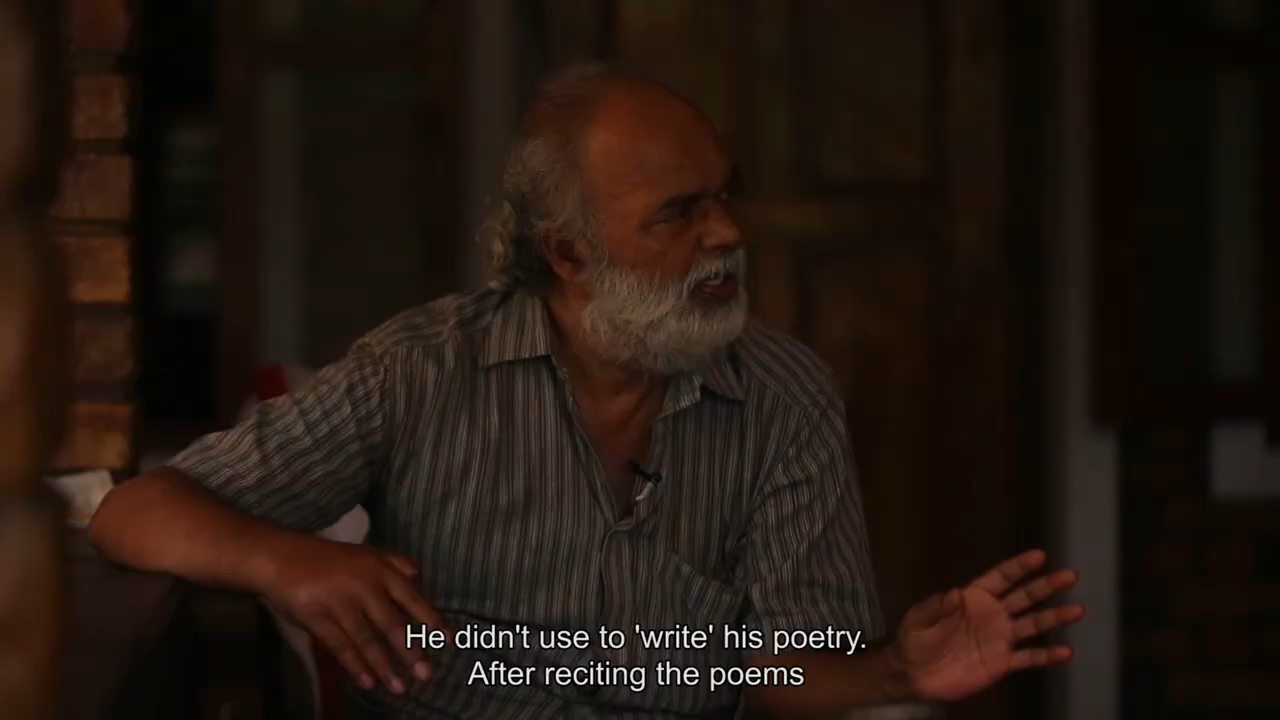 He didn't use to 'write' his poetry.
After reciting the poems